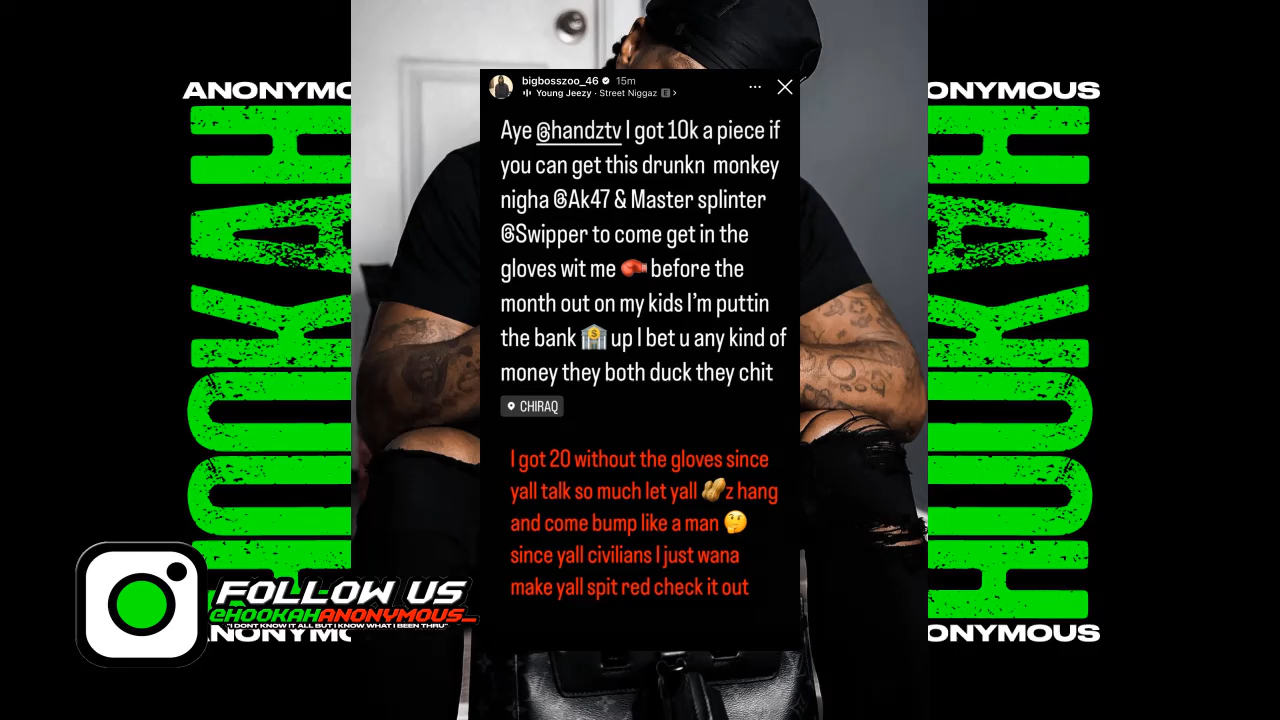 ANONYMO
ONYMOUS
HOOKAH
HOOKAH
bigbosszoo_46 15m
Young Jeezy · Street Niggaz E >
Aye @handztv I got 10k a piece if
you can get this drunkn monkey
nigha @Ak47 & Master splinter
@Swipper to come get in the
gloves wit me 🥊 before the
month out on my kids I'm puttin
the bank 🏦 up I bet u any kind of
money they both duck they chit
CHIRAQ
I got 20 without the gloves since
yall talk so much let yall 🥜z hang
and come bump like a man 🤔
since yall civilians I just wana
make yall spit red check it out
FOLLOW US
@HOOKAHANONYMOUS_
"I DONT KNOW IT ALL BUT I KNOW WHAT I BEEN THRU"
ANONYMO
ONYMOUS